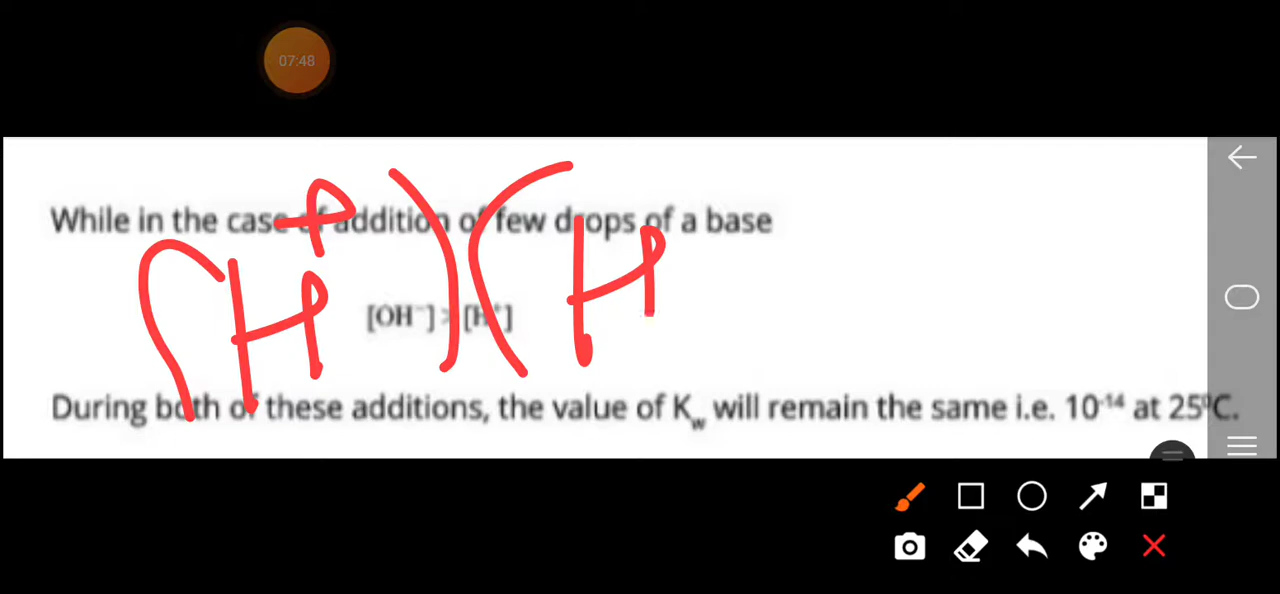 07:48
While in the case of addition of few drops of a base
(H⁺)(H
[OH⁻] > [H⁺]
During both of these additions, the value of Kw will remain the same i.e. 10⁻¹⁴ at 25⁰C.